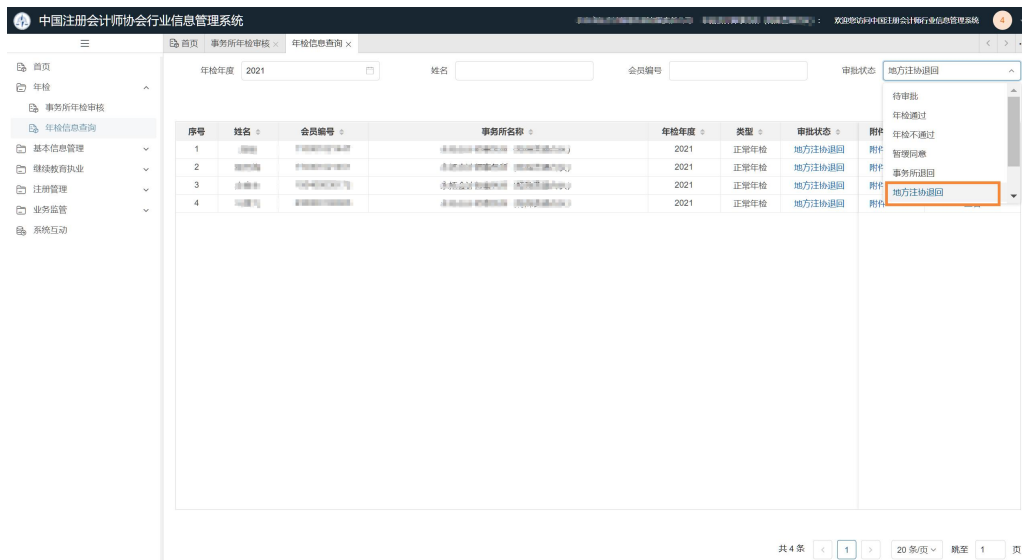 中国注册会计师协会行业信息管理系统
欢迎您访问中国注册会计师行业信息管理系统 4
首页 事务所年检审核 × 年检信息查询 ×
首页
年检
事务所年检审核
年检信息查询
基本信息管理
继续教育执业
注册管理
业务监管
系统互动
年检年度 2021 姓名 会员编号 审批状态 地方注协退回
待审批
年检通过
年检不通过
暂缓同意
事务所退回
地方注协退回
序号 姓名 会员编号 事务所名称 年检年度 类型 审批状态 附件
1 2021 正常年检 地方注协退回 附件
2 2021 正常年检 地方注协退回 附件
3 2021 正常年检 地方注协退回 附件
4 2021 正常年检 地方注协退回 附件
共 4 条 < 1 > 20 条/页 跳至 1 页